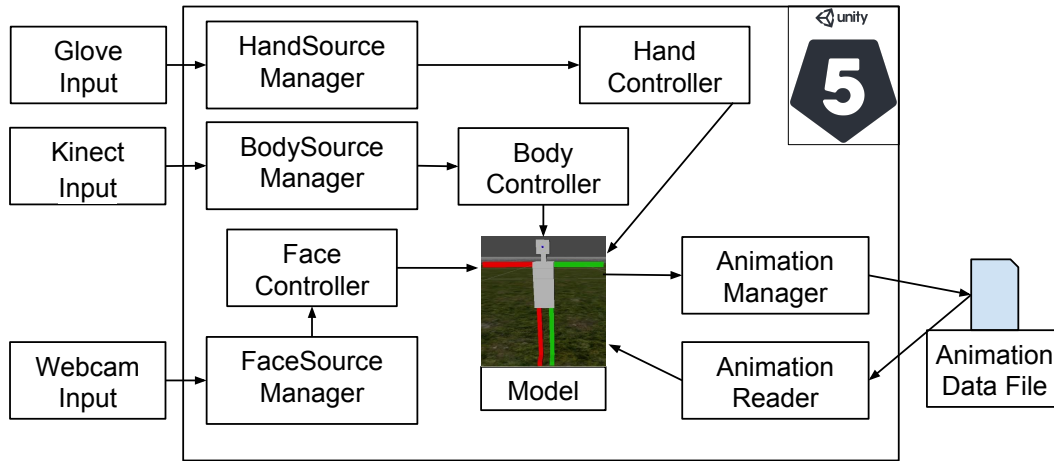 Glove
Input
HandSource
Manager
Hand
Controller
unity
5
Kinect
Input
BodySource
Manager
Body
Controller
Face
Controller
Animation
Manager
Webcam
Input
FaceSource
Manager
Model
Animation
Reader
Animation
Data File